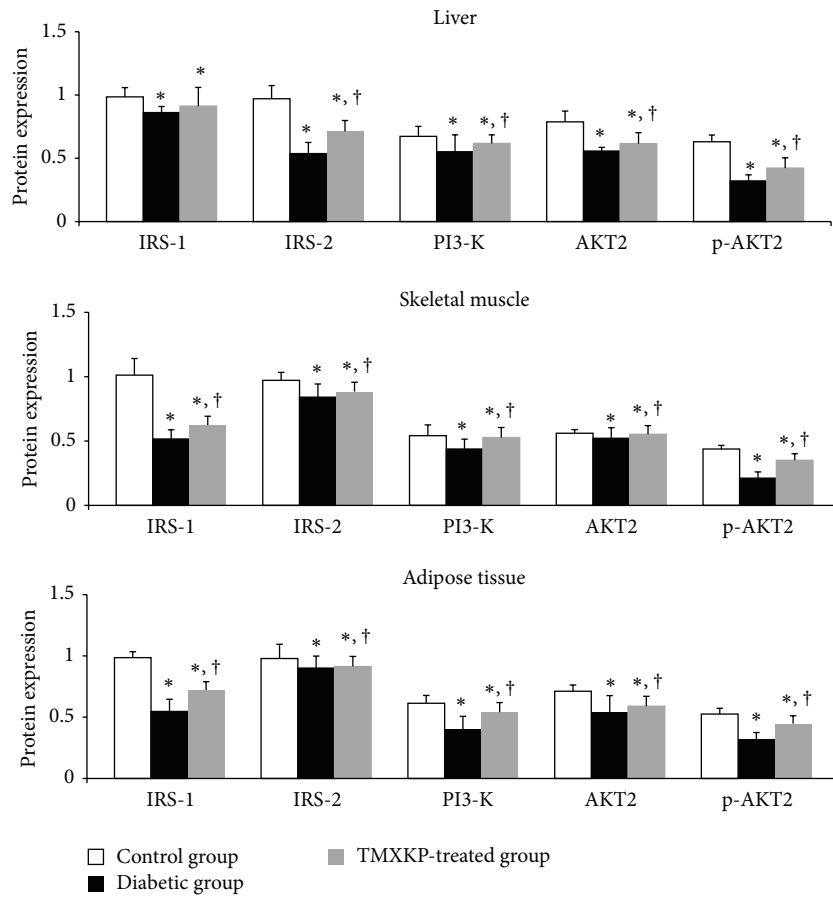 Liver
Protein expression
1.5
1
0.5
0
* *
* *, †
* *, †
* *, †
* *, †
IRS-1 IRS-2 PI3-K AKT2 p-AKT2
Skeletal muscle
Protein expression
1.5
1
0.5
0
* *, †
* *, †
* *, †
* *, †
* *, †
IRS-1 IRS-2 PI3-K AKT2 p-AKT2
Adipose tissue
Protein expression
1.5
1
0.5
0
* *, †
* *, †
* *, †
* *, †
* *, †
IRS-1 IRS-2 PI3-K AKT2 p-AKT2
Control group
Diabetic group
TMXKP-treated group